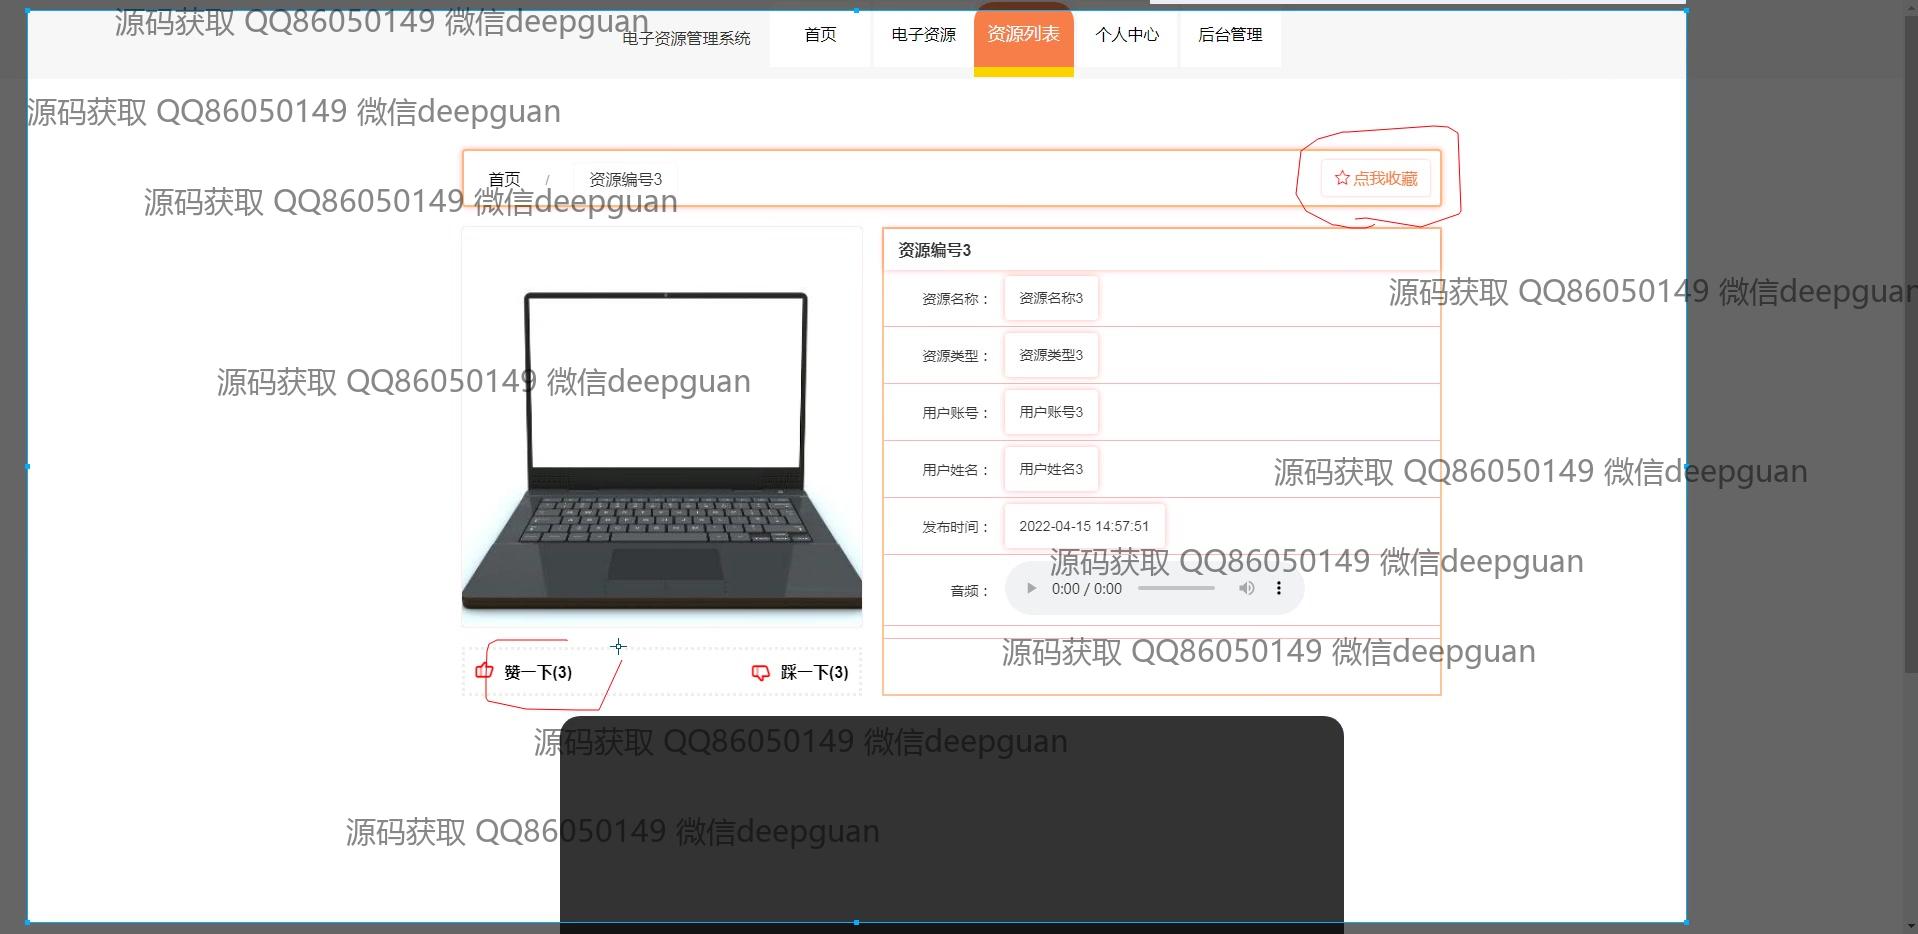 源码获取 QQ86050149 微信deepguan
电子资源管理系统 首页 电子资源 资源列表 个人中心 后台管理
源码获取 QQ86050149 微信deepguan
首页 / 资源编号3 ☆点我收藏
源码获取 QQ86050149 微信deepguan
资源编号3
资源名称： 资源名称3
源码获取 QQ86050149 微信deepguan
资源类型： 资源类型3
源码获取 QQ86050149 微信deepguan
用户账号： 用户账号3
用户姓名： 用户姓名3
源码获取 QQ86050149 微信deepguan
发布时间： 2022-04-15 14:57:51
源码获取 QQ86050149 微信deepguan
音频： 0:00 / 0:00
源码获取 QQ86050149 微信deepguan
赞一下(3) 踩一下(3)
源码获取 QQ86050149 微信deepguan
源码获取 QQ86050149 微信deepguan